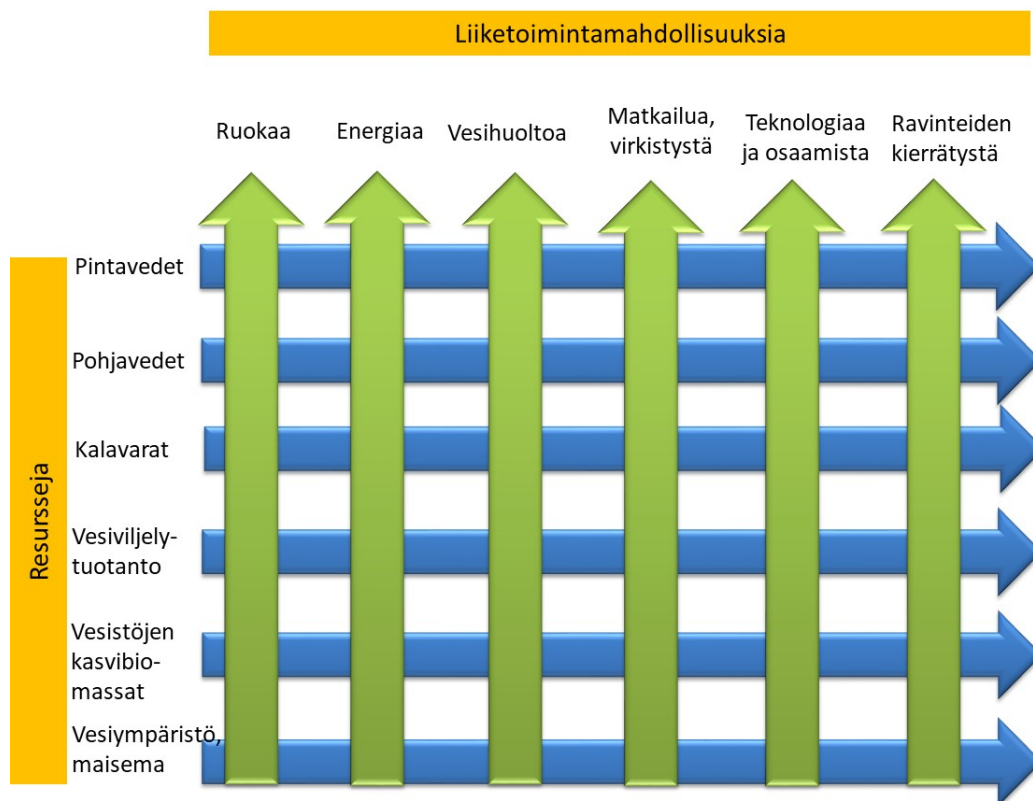 Liiketoimintamahdollisuuksia
Ruokaa
Energiaa
Vesihuoltoa
Matkailua,
virkistystä
Teknologiaa
ja osaamista
Ravinteiden
kierrätystä
Resursseja
Pintavedet
Pohjavedet
Kalavarat
Vesiviljely-
tuotanto
Vesistöjen
kasvibio-
massat
Vesiympäristö,
maisema